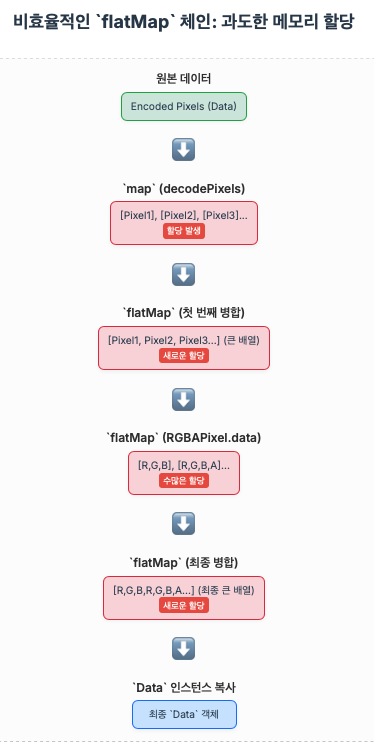 비효율적인 `flatMap` 체인: 과도한 메모리 할당
원본 데이터
Encoded Pixels (Data)
`map` (decodePixels)
[Pixel1], [Pixel2], [Pixel3]...
할당 발생
`flatMap` (첫 번째 병합)
[Pixel1, Pixel2, Pixel3...] (큰 배열)
새로운 할당
`flatMap` (RGBAPixel.data)
[R,G,B], [R,G,B,A]...
수많은 할당
`flatMap` (최종 병합)
[R,G,B,R,G,B,A...] (최종 큰 배열)
새로운 할당
`Data` 인스턴스 복사
최종 `Data` 객체